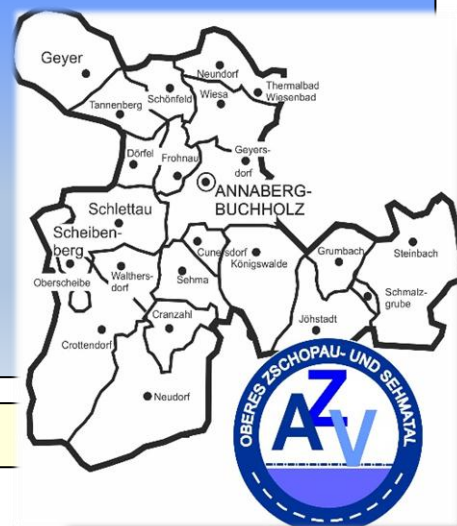 Geyer
Neundorf
Thermalbad
Wiesenbad
Schönfeld
Wiesa
Tannenberg
Dörfel
Frohnau
Geyers-
dorf
ANNABERG-
BUCHHOLZ
Schlettau
Scheiben-
berg
Cunersdorf
Königswalde
Grumbach
Steinbach
Oberscheibe
Walthers-
dorf
Sehma
Schmalz-
grube
Cranzahl
Jöhstadt
Crottendorf
Neudorf
OBERES ZSCHOPAU- UND SEHMATAL
AZV